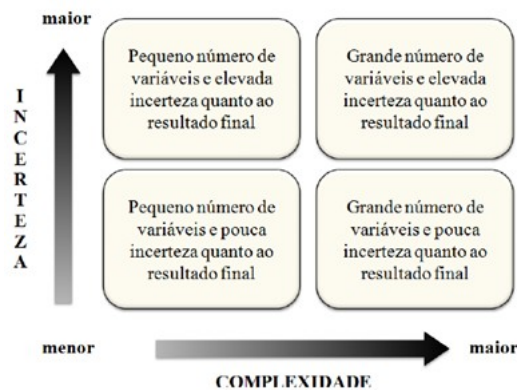 maior
INCERTEZA
Pequeno número de
variáveis e elevada
incerteza quanto ao
resultado final
Grande número de
variáveis e elevada
incerteza quanto ao
resultado final
Pequeno número de
variáveis e pouca
incerteza quanto ao
resultado final
Grande número de
variáveis e pouca
incerteza quanto ao
resultado final
menor
maior
COMPLEXIDADE